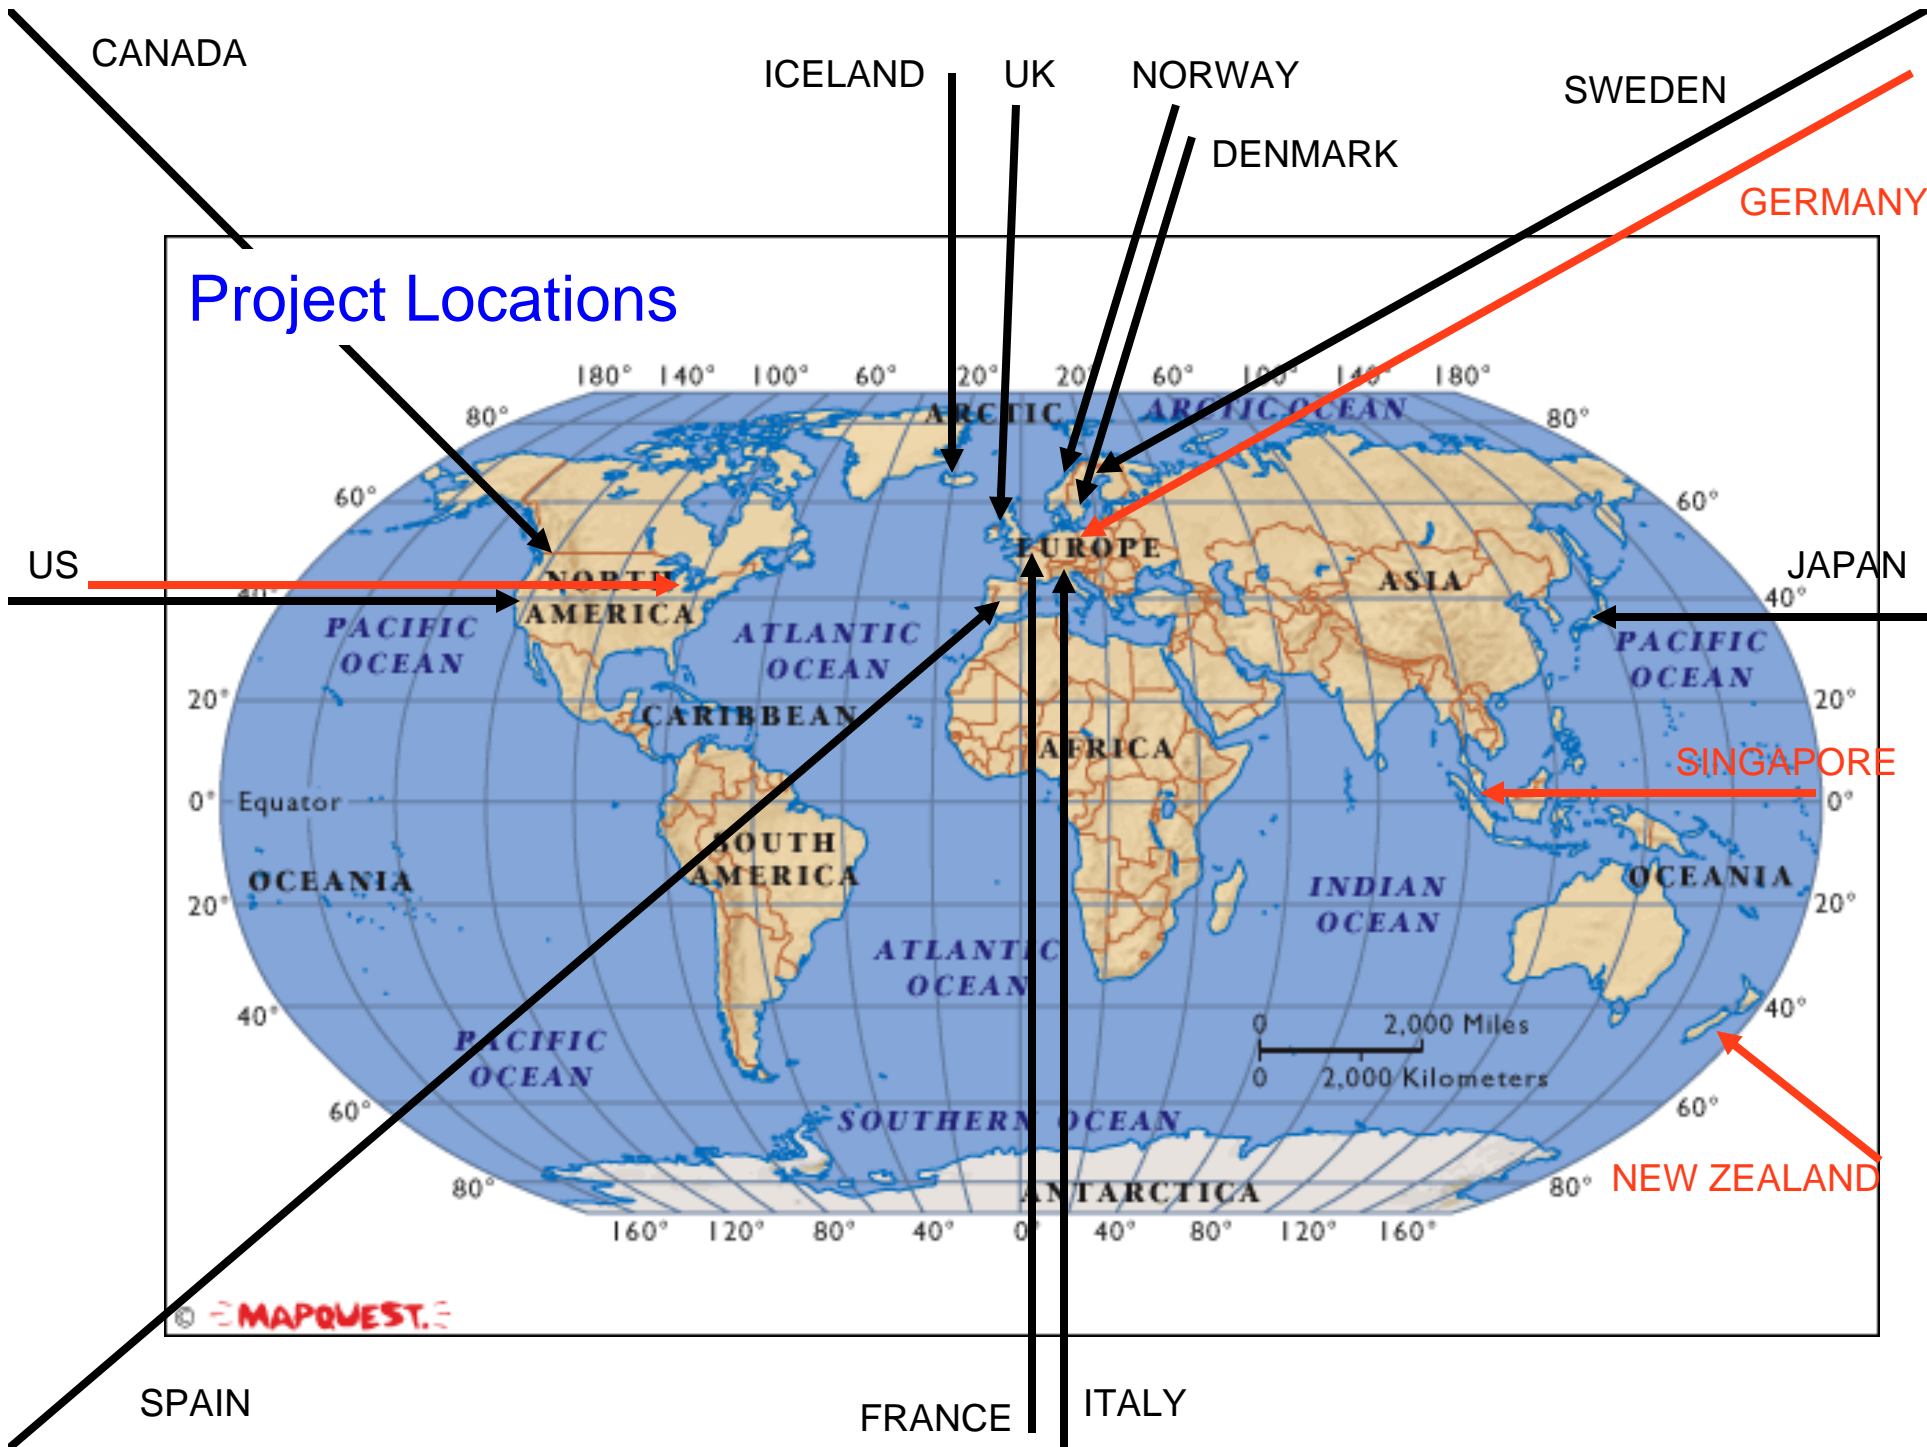 CANADA
ICELAND
UK
NORWAY
SWEDEN
DENMARK
GERMANY
Project Locations
180° 140° 100° 60° 20° 20° 60° 100° 140° 180°
80° ARCTIC ARCTIC OCEAN 80°
60° 60°
US
EUROPE
JAPAN
40° NORTH ASIA 40°
AMERICA
PACIFIC ATLANTIC PACIFIC
OCEAN OCEAN OCEAN
20° 20°
CARIBBEAN
AFRICA
SINGAPORE
0° Equator 0°
SOUTH
AMERICA
OCEANIA INDIAN OCEANIA
20° OCEAN 20°
ATLANTIC
OCEAN
40° 40°
0 2,000 Miles
PACIFIC
OCEAN
0 2,000 Kilometers
60° 60°
SOUTHERN OCEAN
80° ANTARCTICA 80°
NEW ZEALAND
160° 120° 80° 40° 0° 40° 80° 120° 160°
© MAPQUEST.
SPAIN
FRANCE
ITALY